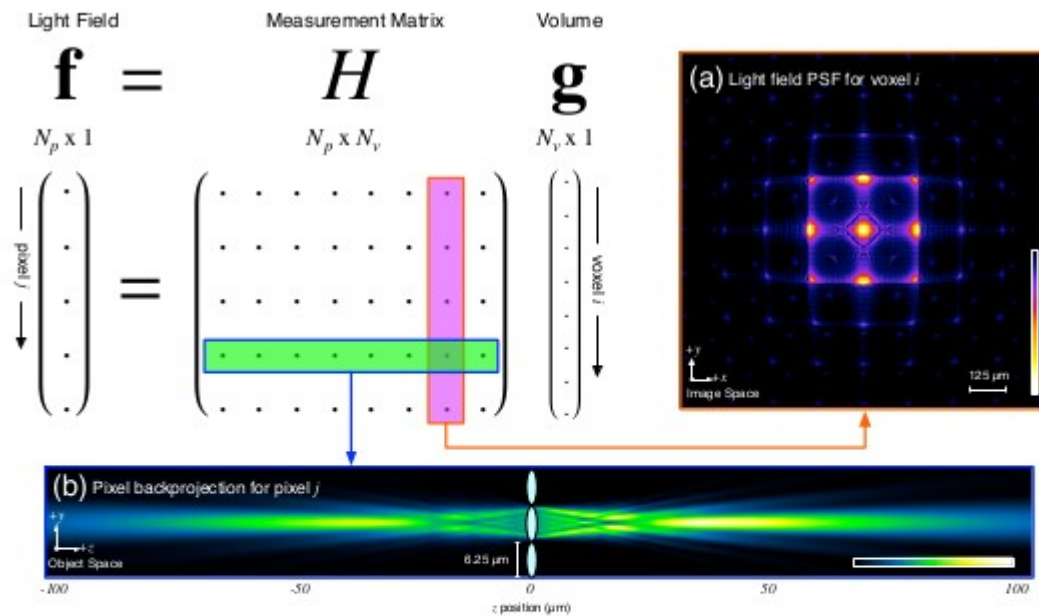 Light Field Measurement Matrix Volume
f = H g
N_p x 1 N_p x N_v N_v x 1
pixel j
=
voxel i
(a) Light field PSF for voxel i
+y
+x
Image Space
125 μm
(b) Pixel backprojection for pixel j
+y
+z
Object Space
6.25 μm
-100 -50 0 50 100
z position (μm)